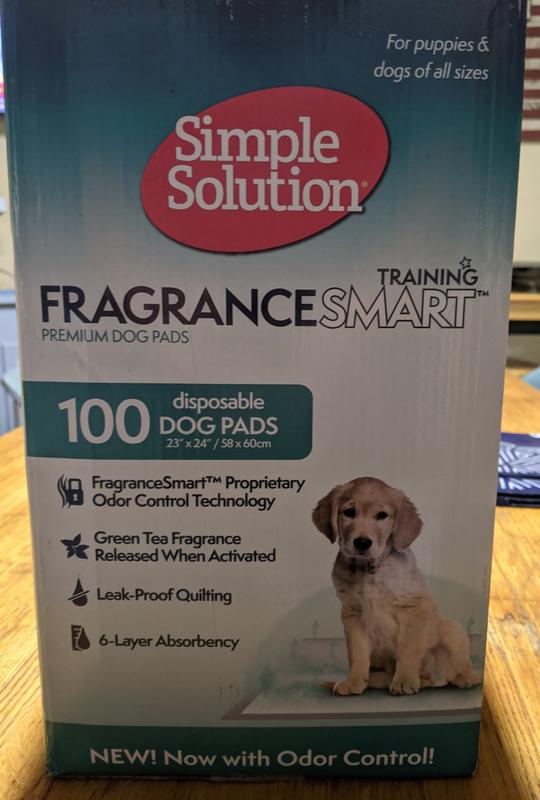 For puppies &
dogs of all sizes
Simple
Solution®
TRAINING
FRAGRANCESMART™
PREMIUM DOG PADS
100
disposable
DOG PADS
23" x 24" / 58 x 60cm
FragranceSmart™ Proprietary
Odor Control Technology
Green Tea Fragrance
Released When Activated
Leak-Proof Quilting
6-Layer Absorbency
NEW! Now with Odor Control!